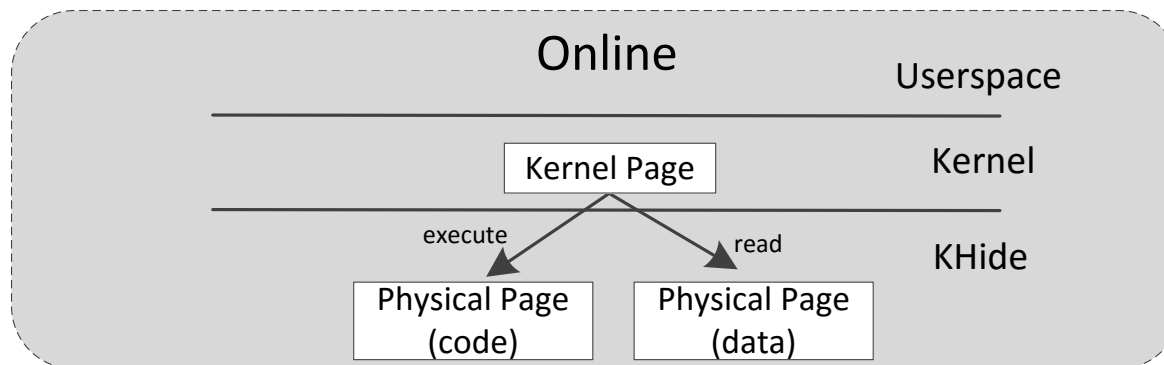 Online
Userspace
Kernel Page
Kernel
execute
read
KHide
Physical Page
(code)
Physical Page
(data)